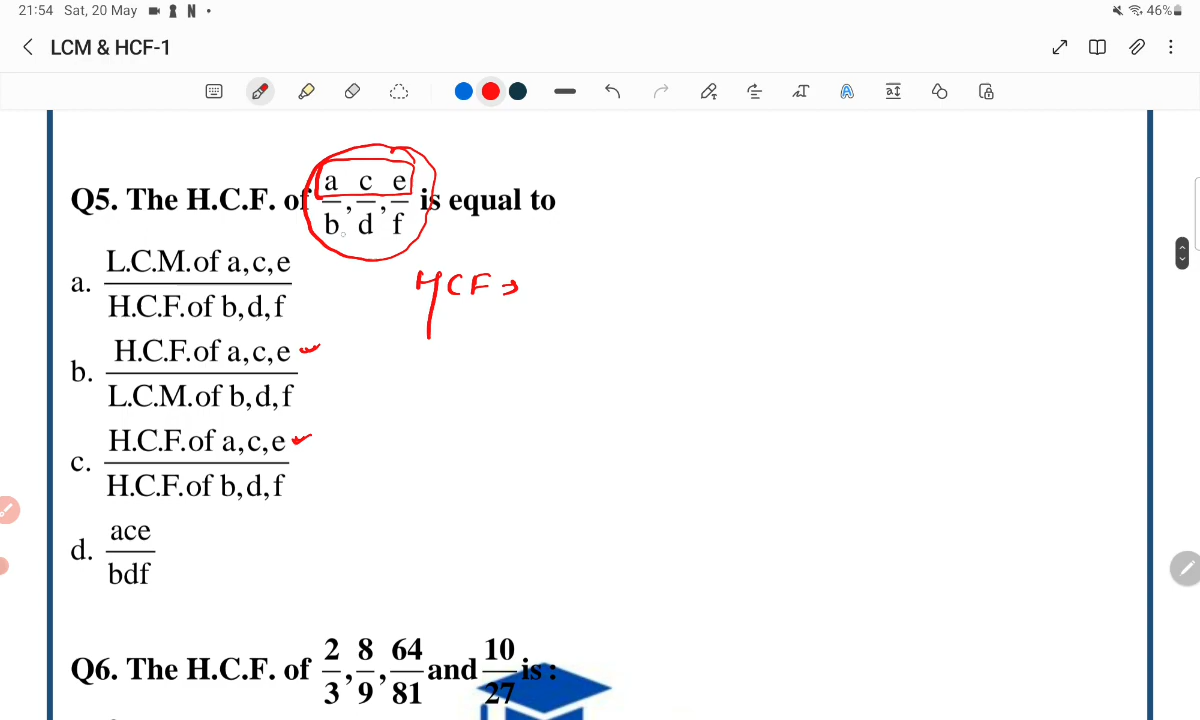 21:54 Sat, 20 May N • 46%
< LCM & HCF-1
Q5. The H.C.F. of a/b, c/d, e/f is equal to
HCF →
a. L.C.M.of a,c,e
H.C.F.of b,d,f
b. H.C.F.of a,c,e
L.C.M.of b,d,f
c. H.C.F.of a,c,e
H.C.F.of b,d,f
d. ace
bdf
Q6. The H.C.F. of 2/3, 8/9, 64/81 and 10/27 is :